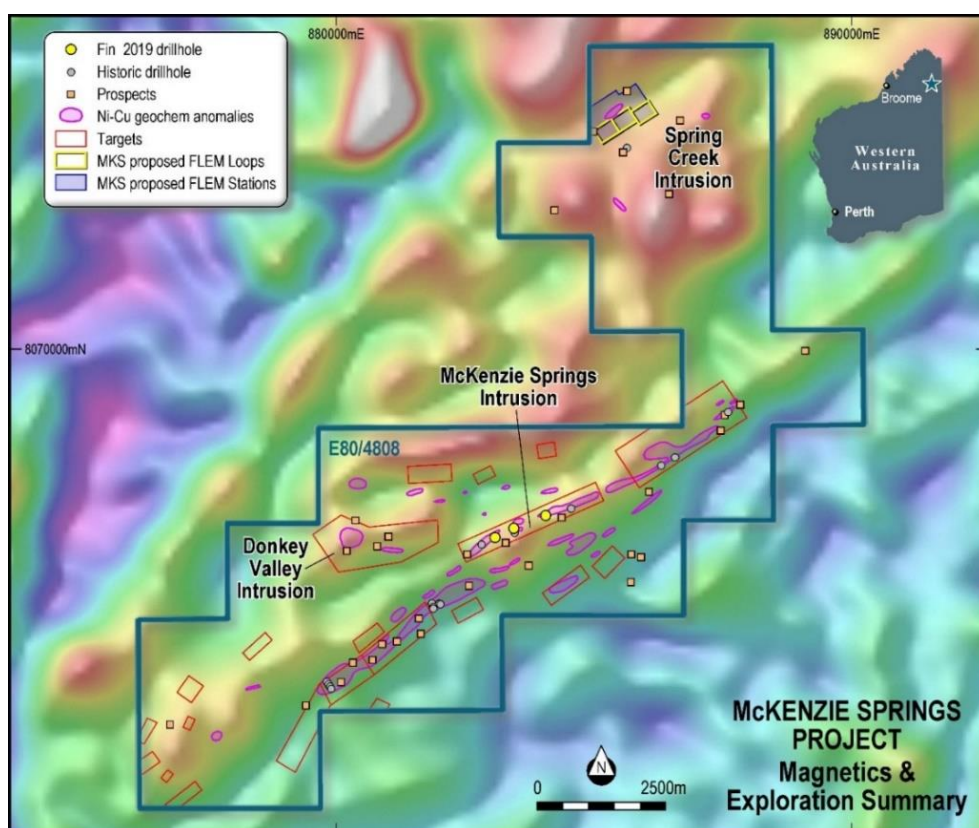 880000mE
890000mE
Fin 2019 drillhole
Historic drillhole
Prospects
Ni-Cu geochem anomalies
Targets
MKS proposed FLEM Loops
MKS proposed FLEM Stations
Broome
Western
Australia
Perth
Spring
Creek
Intrusion
8070000mN
McKenzie Springs
Intrusion
E80/4808
Donkey
Valley
Intrusion
N
0
2500m
McKENZIE SPRINGS
PROJECT
Magnetics &
Exploration Summary